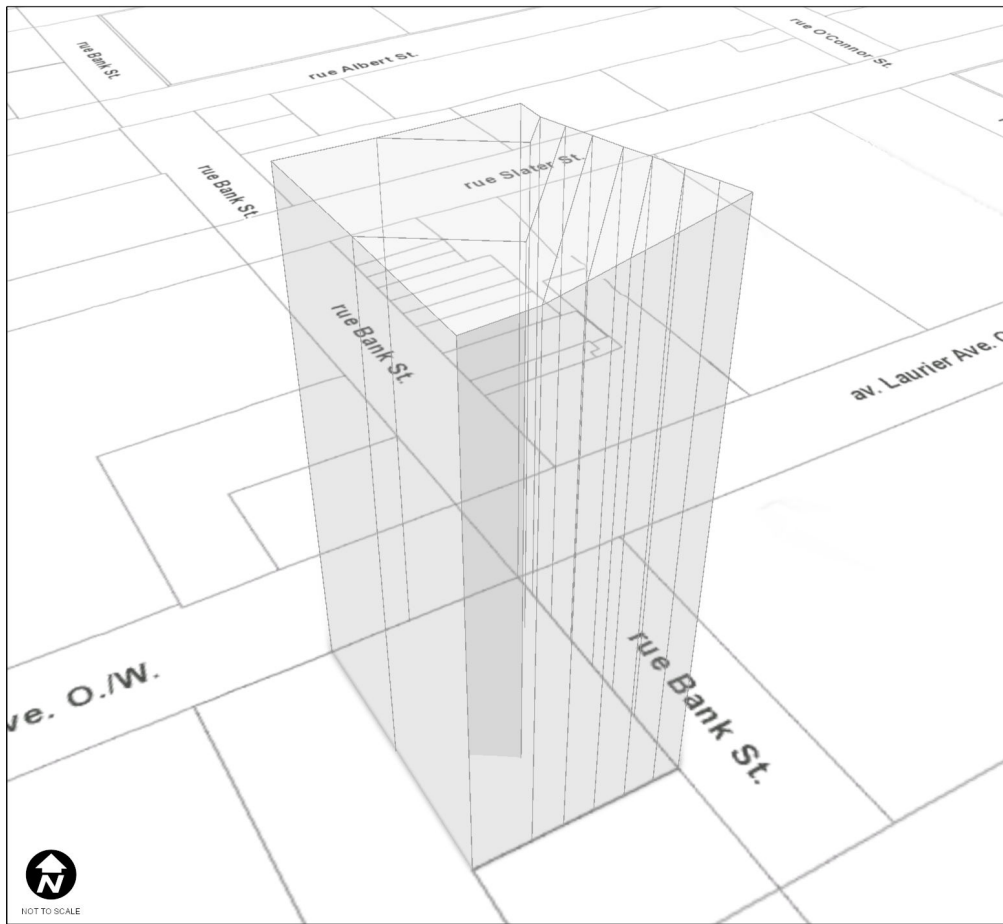 rue Bank St.
rue Albert St.
rue O'Connor St.
rue Bank St.
rue Slater St.
rue Bank St.
av. Laurier Ave.
ve. O./W.
rue Bank St.
N
NOT TO SCALE